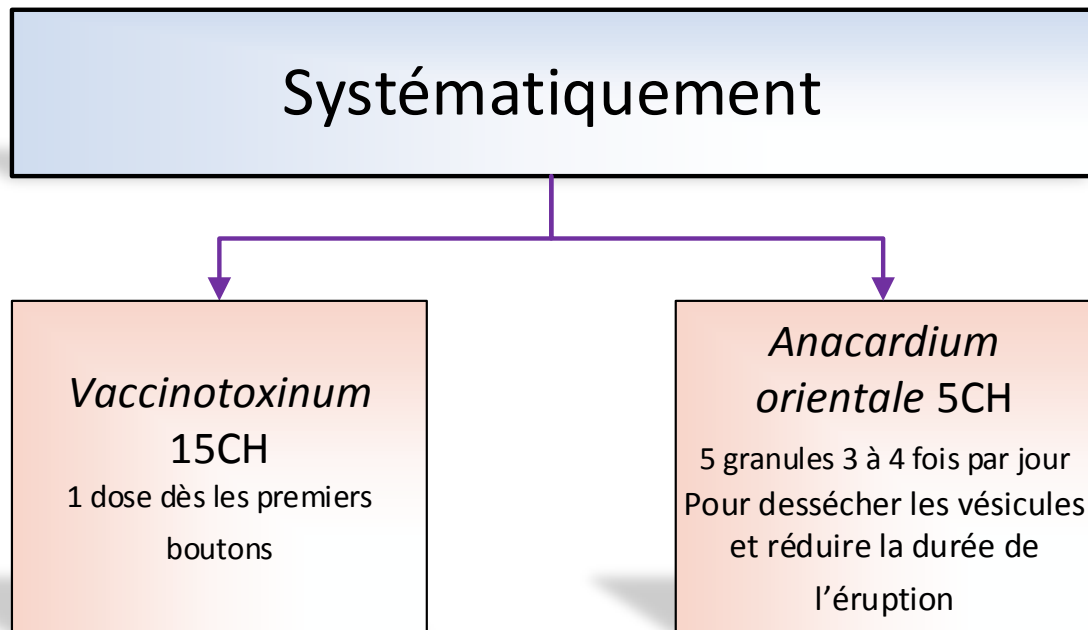 Systématiquement
Vaccinotoxinum
15CH
1 dose dès les premiers
boutons
Anacardium
orientale 5CH
5 granules 3 à 4 fois par jour
Pour dessécher les vésicules
et réduire la durée de
l’éruption